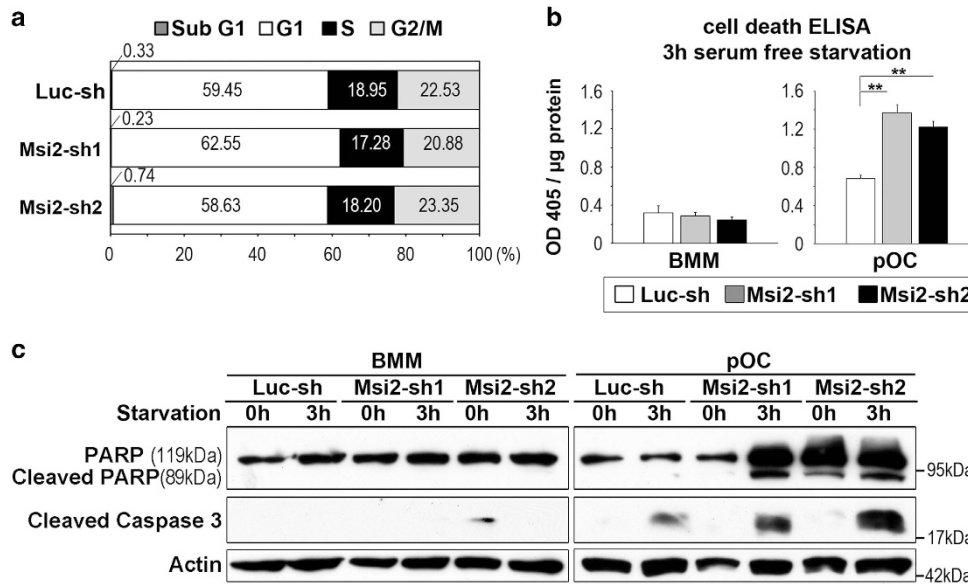 a
Sub G1 G1 S G2/M
0.33
Luc-sh 59.45 18.95 22.53
0.23
Msi2-sh1 62.55 17.28 20.88
0.74
Msi2-sh2 58.63 18.20 23.35
0 20 40 60 80 100 (%)
b
cell death ELISA
3h serum free starvation
OD 405 / µg protein
1.6 1.6
1.2 1.2
0.8 0.8
0.4 0.4
0 0
** **
BMM pOC
Luc-sh Msi2-sh1 Msi2-sh2
c
BMM pOC
Luc-sh Msi2-sh1 Msi2-sh2 Luc-sh Msi2-sh1 Msi2-sh2
Starvation 0h 3h 0h 3h 0h 3h 0h 3h 0h 3h 0h 3h
PARP (119kDa)
Cleaved PARP(89kDa) 95kDa
Cleaved Caspase 3 17kDa
Actin 42kDa